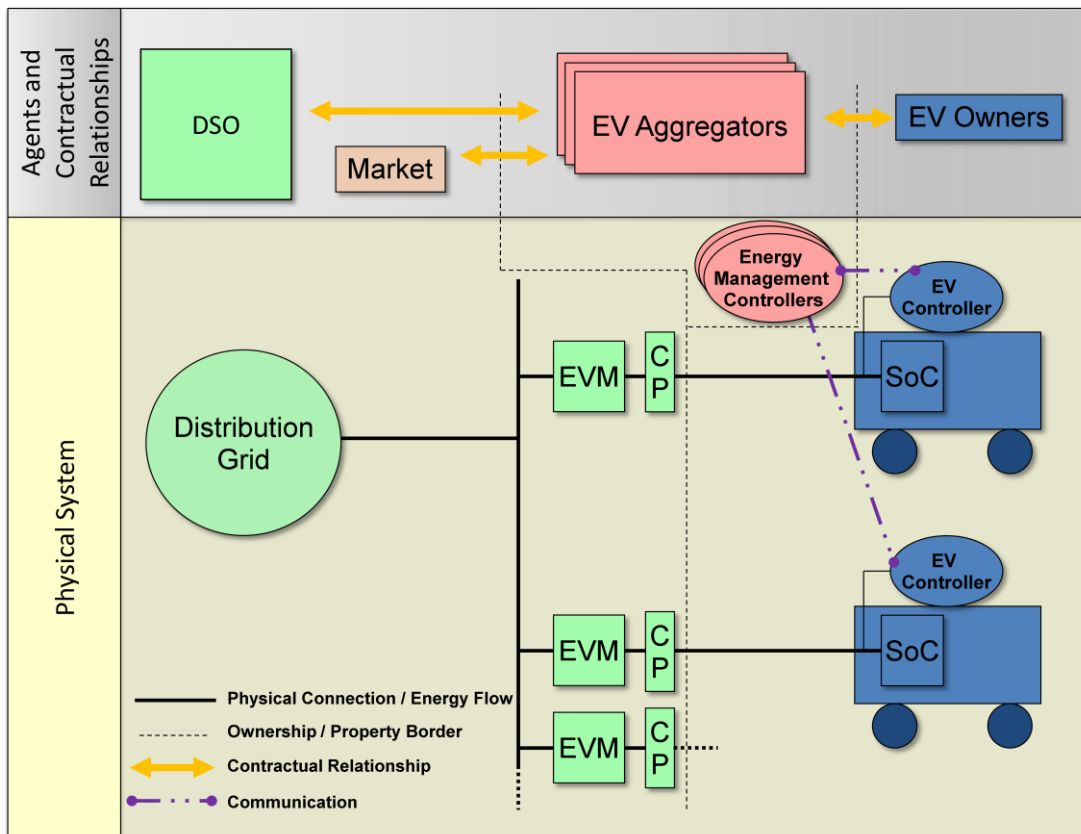 Agents and
Contractual
Relationships
DSO
Market
EV Aggregators
EV Owners
Physical System
Energy
Management
Controllers
EV
Controller
EVM
C
P
SoC
Distribution
Grid
EV
Controller
EVM
C
P
SoC
EVM
C
P
Physical Connection / Energy Flow
Ownership / Property Border
Contractual Relationship
Communication